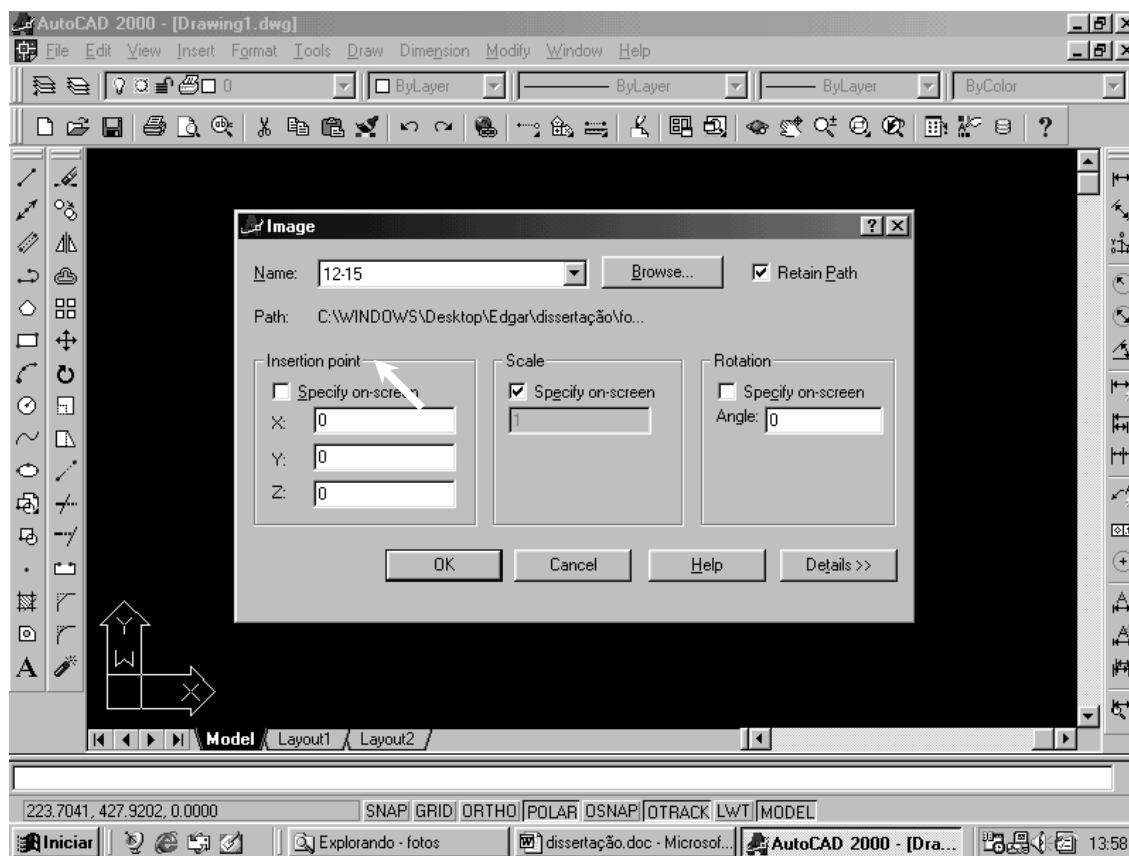 AutoCAD 2000 - [Drawing1.dwg]
File Edit View Insert Format Tools Draw Dimension Modify Window Help
0 ByLayer ByLayer ByLayer ByColor
Image
Name: 12-15 Browse... Retain Path
Path: C:\WINDOWS\Desktop\Edgar\dissertação\fo...
Insertion point Scale Rotation
Specify on-screen Specify on-screen Specify on-screen
X: 0 1 Angle: 0
Y: 0
Z: 0
OK Cancel Help Details >>
Y
W
X
A
Model Layout1 Layout2
223.7041, 427.9202, 0.0000 SNAP GRID ORTHO POLAR OSNAP OTRACK LWT MODEL
Iniciar Explorando - fotos dissertação.doc - Microsof... AutoCAD 2000 - [Dra... 13:58